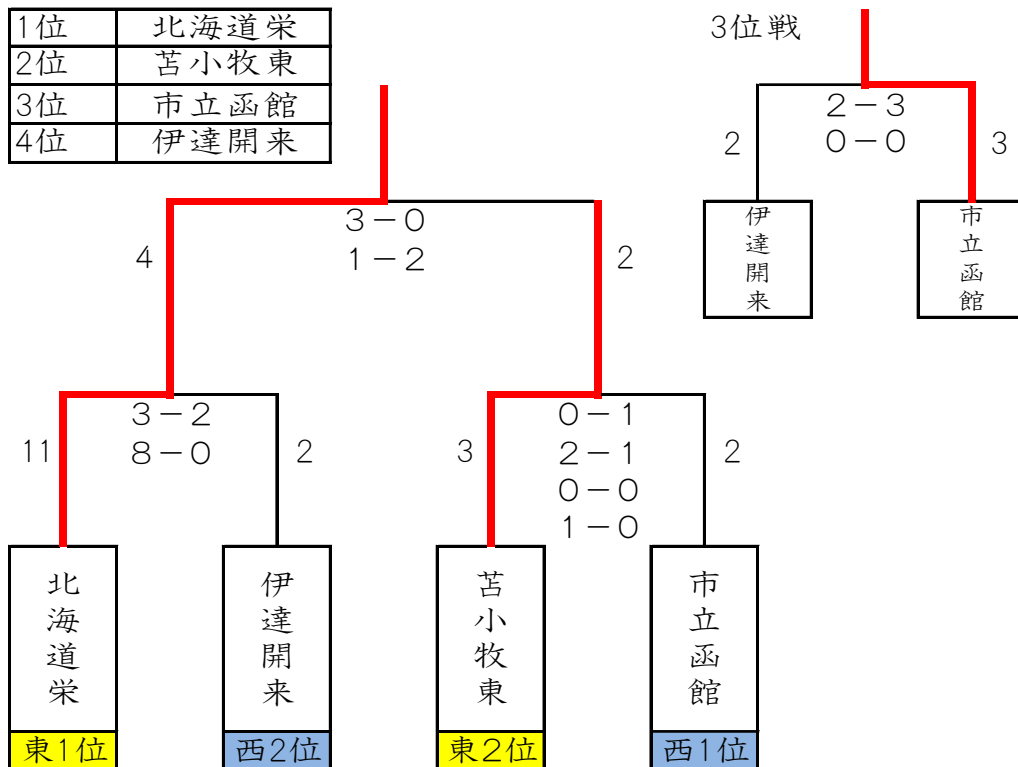 1位 北海道栄
2位 苫小牧東
3位 市立函館
4位 伊達開来
3位戦
2－3
0－0
2
3
伊達開来
市立函館
3－0
1－2
4
2
3－2
8－0
11
2
0－1
2－1
0－0
1－0
3
2
北海道栄
伊達開来
苫小牧東
市立函館
東1位
西2位
東2位
西1位